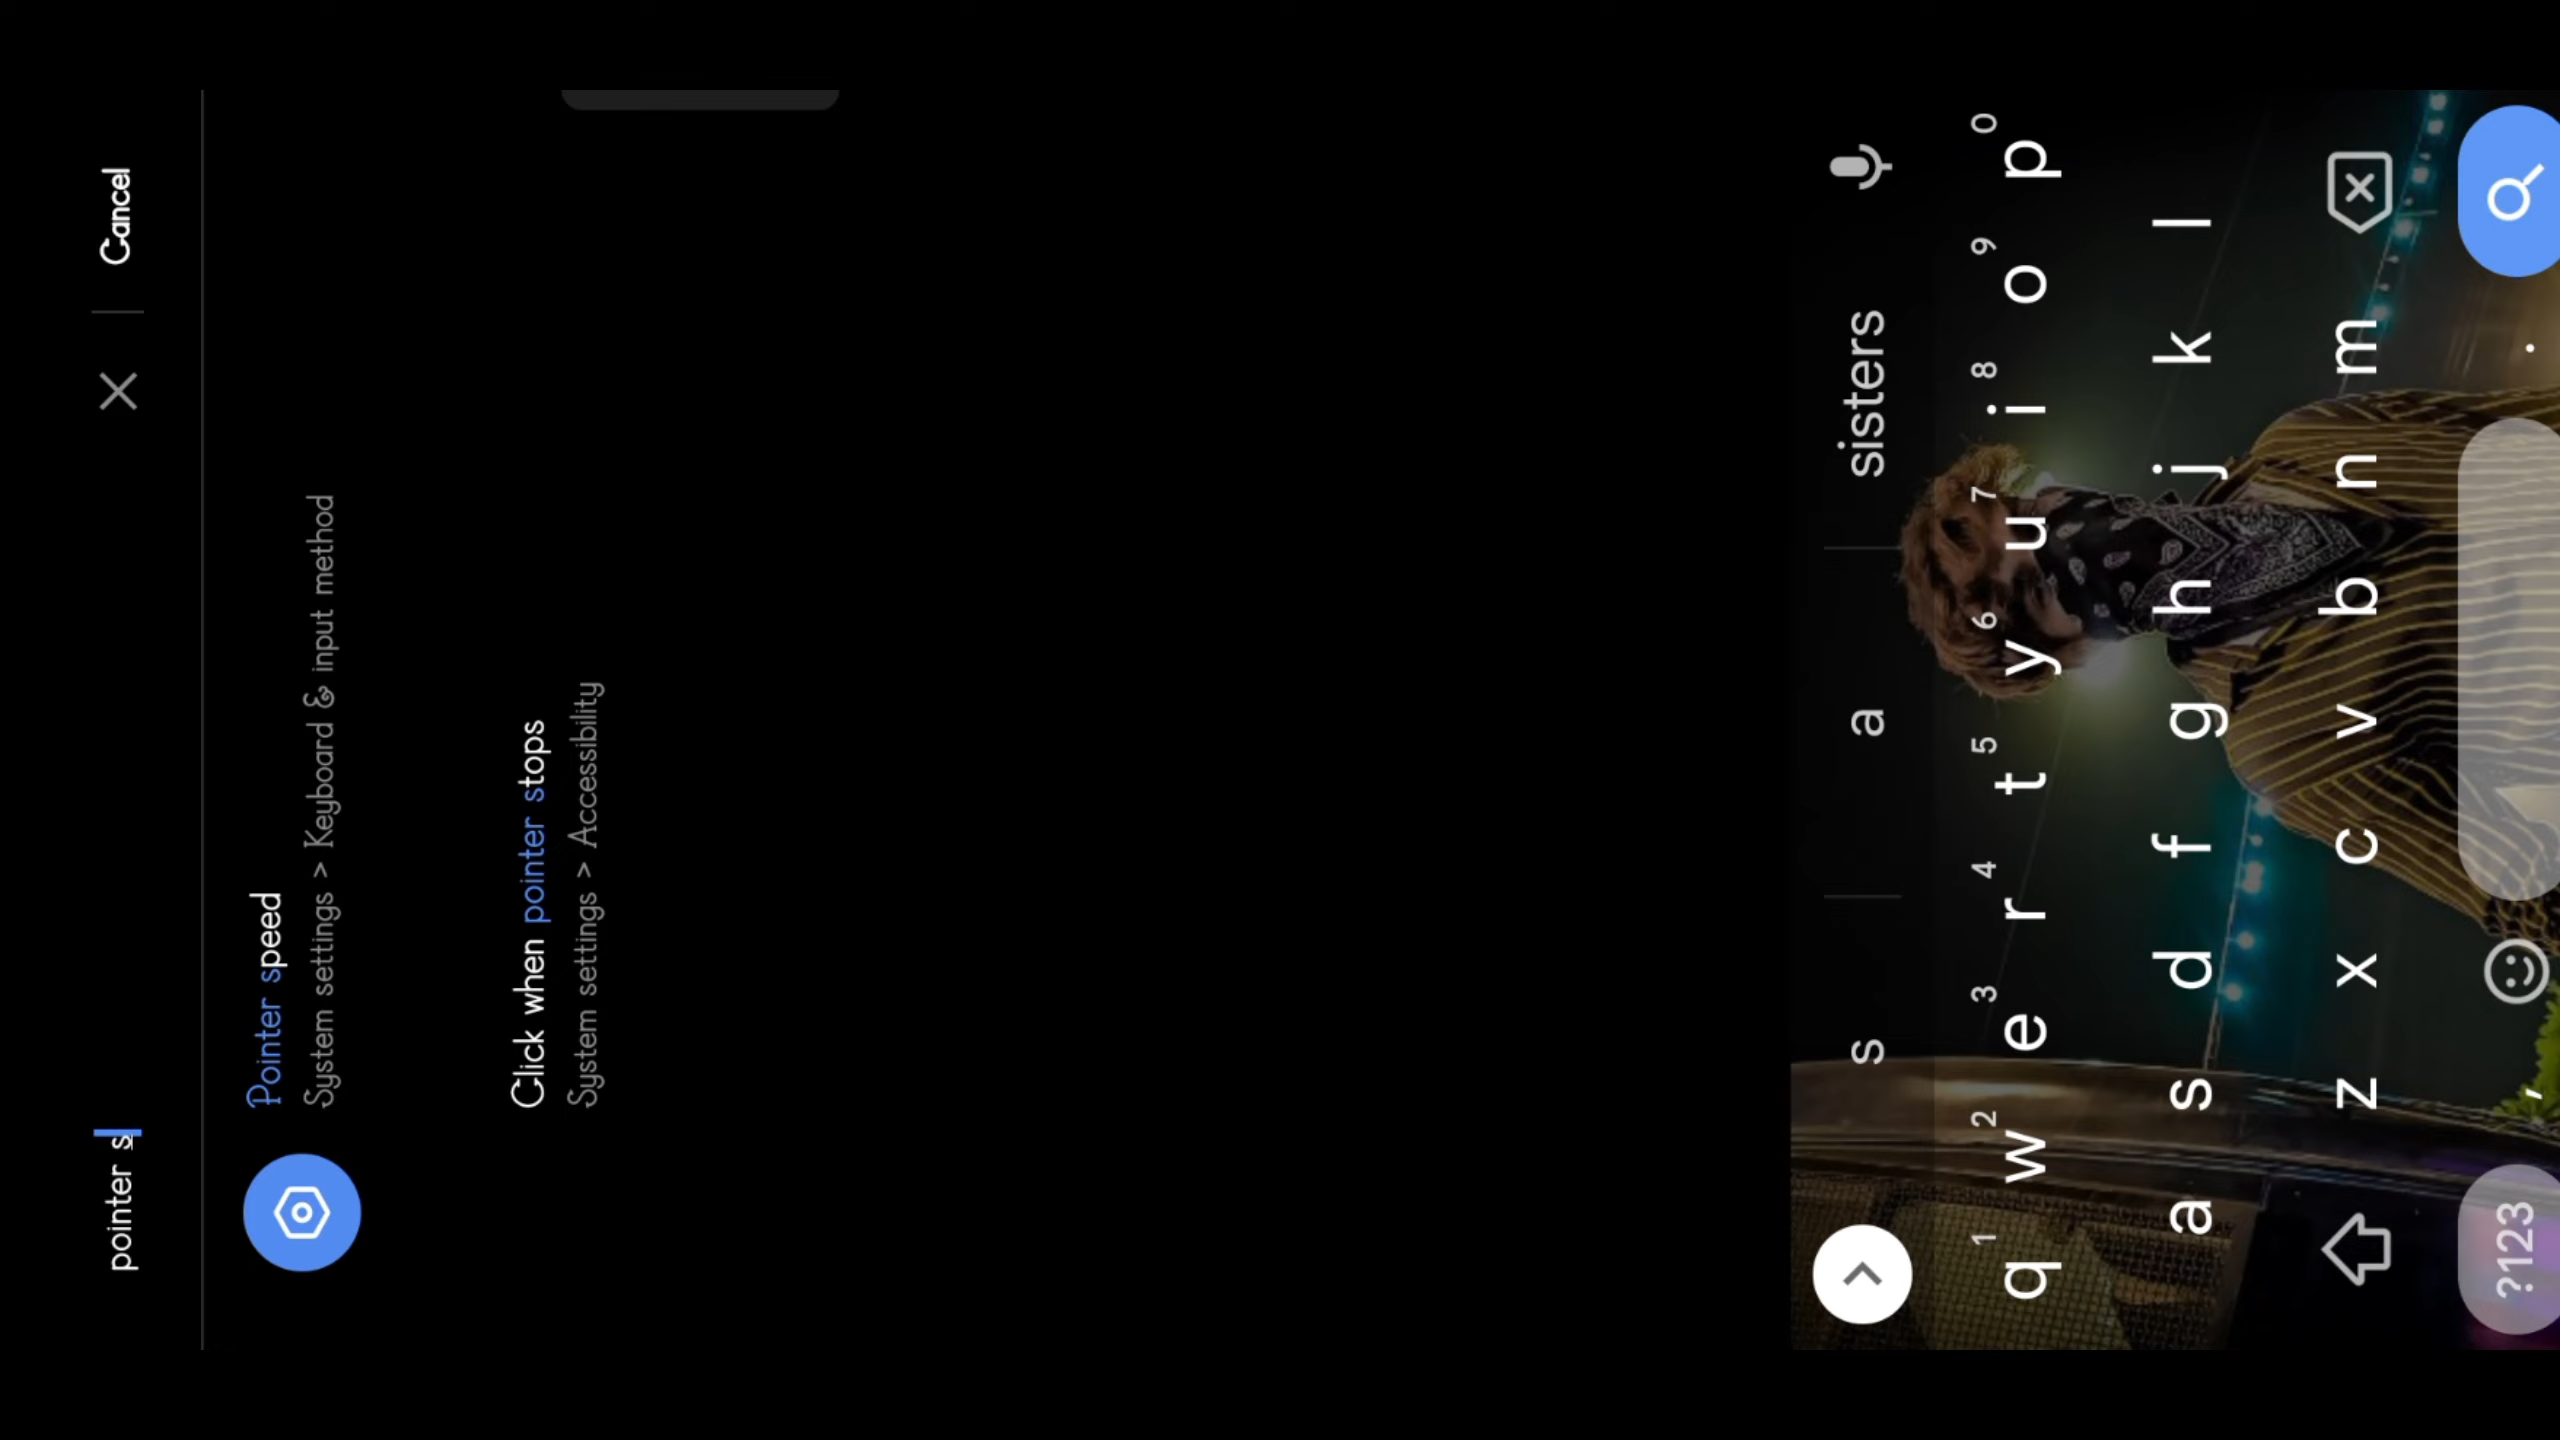 pointer s
Cancel
Pointer speed
System settings > Keyboard & input method
Click when pointer stops
System settings > Accessibility
s a sisters
1 2 3 4 5 6 7 8 9 0
q w e r t y u i o p
a s d f g h j k l
z x c v b n m
?123 , .